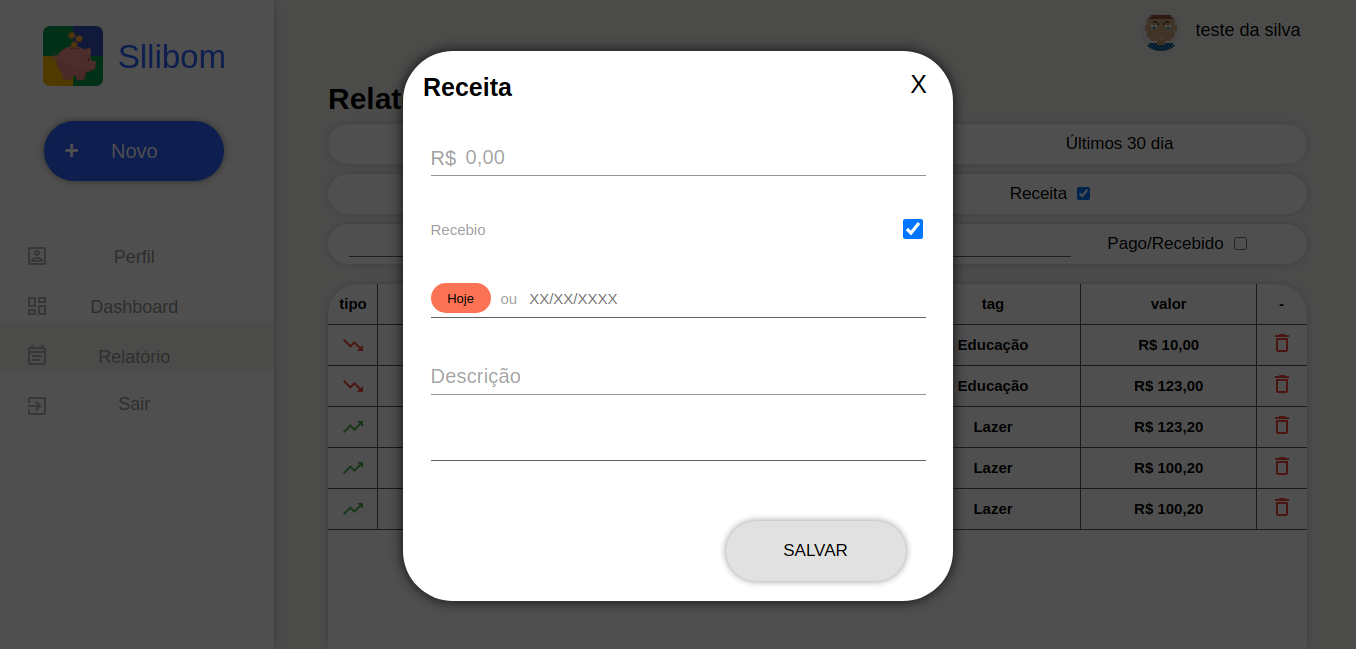 Sllibom
+ Novo
Perfil
Dashboard
Relatório
Sair
teste da silva
Relat
Últimos 30 dia
Receita
Pago/Recebido
tipo tag valor -
Educação R$ 10,00
Educação R$ 123,00
Lazer R$ 123,20
Lazer R$ 100,20
Lazer R$ 100,20
Receita X
R$ 0,00
Recebio
Hoje ou XX/XX/XXXX
Descrição
SALVAR